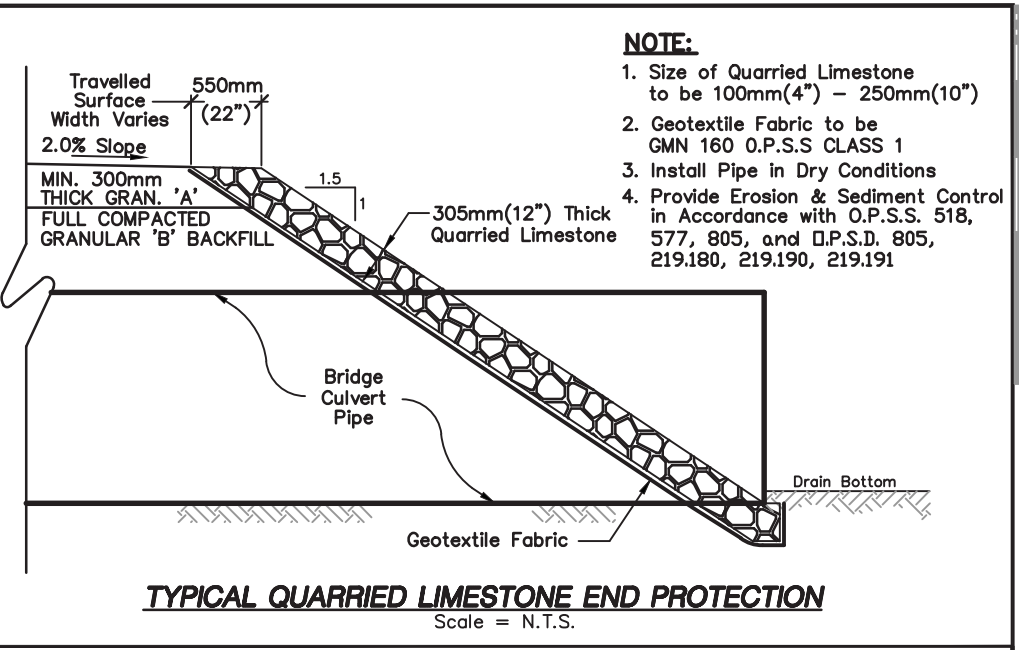 Travelled
Surface
Width Varies
550mm
(22")
2.0% Slope
MIN. 300mm
THICK GRAN. 'A'
FULL COMPACTED
GRANULAR 'B' BACKFILL
1.5
1
305mm(12") Thick
Quarried Limestone
NOTE:
1. Size of Quarried Limestone
to be 100mm(4") – 250mm(10")
2. Geotextile Fabric to be
GMN 160 O.P.S.S CLASS 1
3. Install Pipe in Dry Conditions
4. Provide Erosion & Sediment Control
in Accordance with O.P.S.S. 518,
577, 805, and O.P.S.D. 805,
219.180, 219.190, 219.191
Bridge
Culvert
Pipe
Drain Bottom
Geotextile Fabric
TYPICAL QUARRIED LIMESTONE END PROTECTION
Scale = N.T.S.